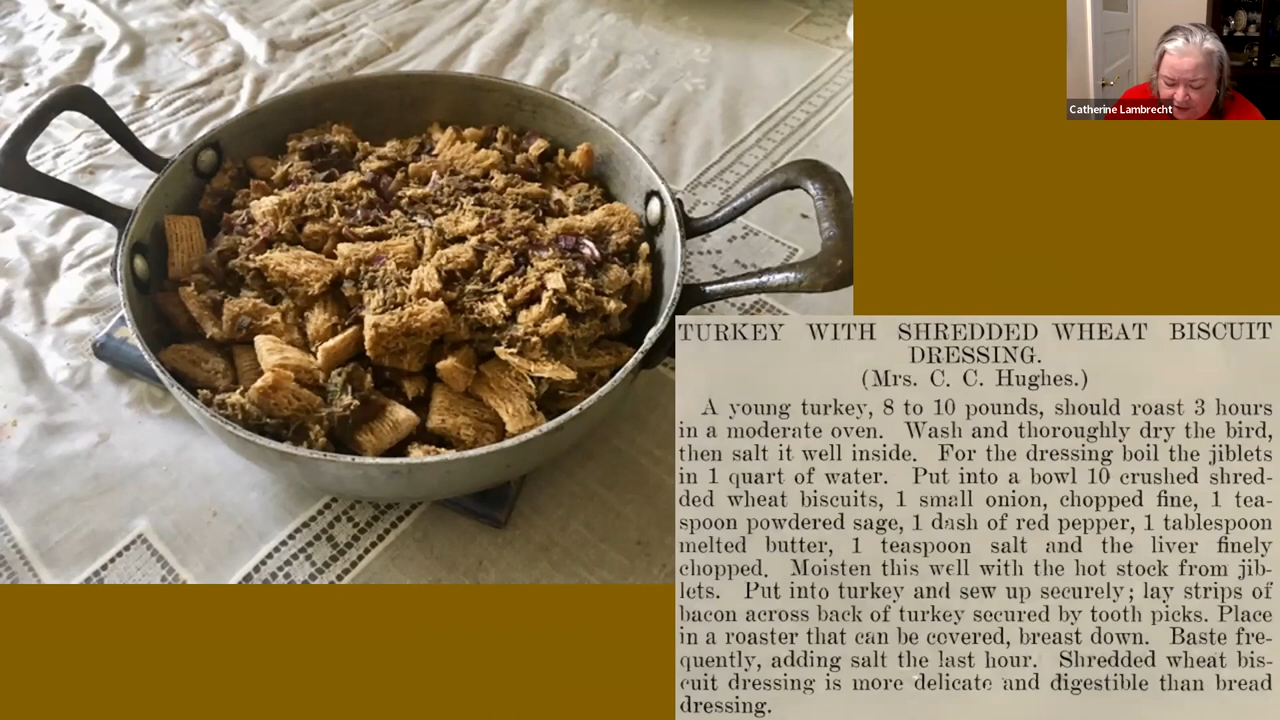 Catherine Lambrecht
TURKEY WITH SHREDDED WHEAT BISCUIT
DRESSING.
(Mrs. C. C. Hughes.)
A young turkey, 8 to 10 pounds, should roast 3 hours
in a moderate oven. Wash and thoroughly dry the bird,
then salt it well inside. For the dressing boil the jiblets
in 1 quart of water. Put into a bowl 10 crushed shred-
ded wheat biscuits, 1 small onion, chopped fine, 1 tea-
spoon powdered sage, 1 dash of red pepper, 1 tablespoon
melted butter, 1 teaspoon salt and the liver finely
chopped. Moisten this well with the hot stock from jib-
lets. Put into turkey and sew up securely; lay strips of
bacon across back of turkey secured by tooth picks. Place
in a roaster that can be covered, breast down. Baste fre-
quently, adding salt the last hour. Shredded wheat bis-
cuit dressing is more delicate and digestible than bread
dressing.